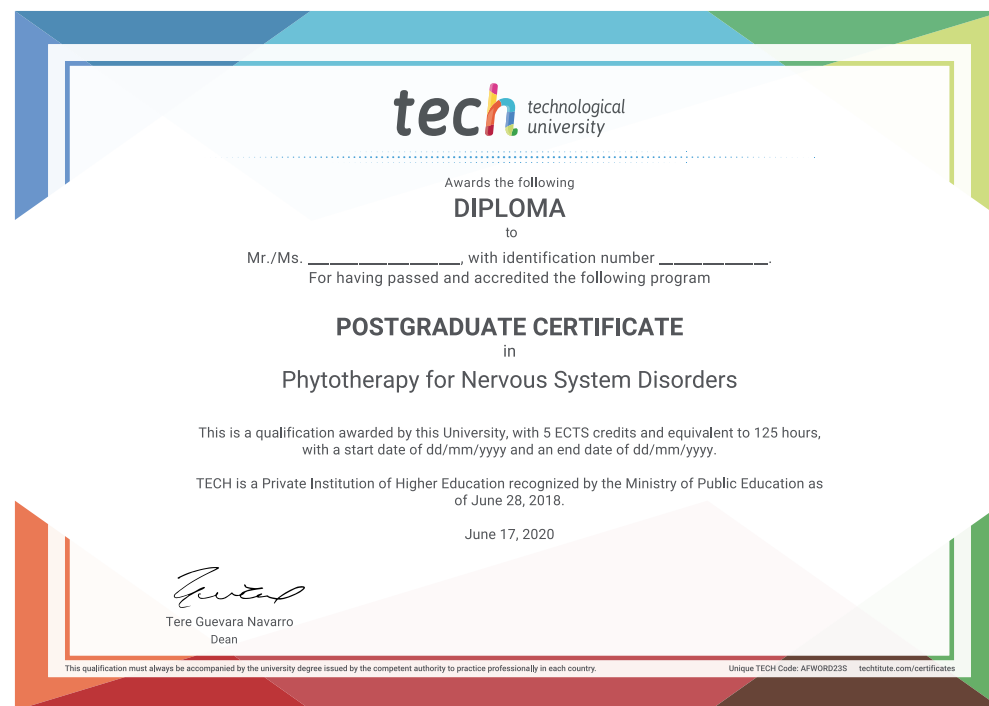 tech technological
university
Awards the following
DIPLOMA
to
Mr./Ms. ____________________, with identification number ______________.
For having passed and accredited the following program
POSTGRADUATE CERTIFICATE
in
Phytotherapy for Nervous System Disorders
This is a qualification awarded by this University, with 5 ECTS credits and equivalent to 125 hours,
with a start date of dd/mm/yyyy and an end date of dd/mm/yyyy.
TECH is a Private Institution of Higher Education recognized by the Ministry of Public Education as
of June 28, 2018.
June 17, 2020
Tere Guevara Navarro
Dean
This qualification must always be accompanied by the university degree issued by the competent authority to practice professionally in each country.
Unique TECH Code: AFWORD23S techtitute.com/certificates